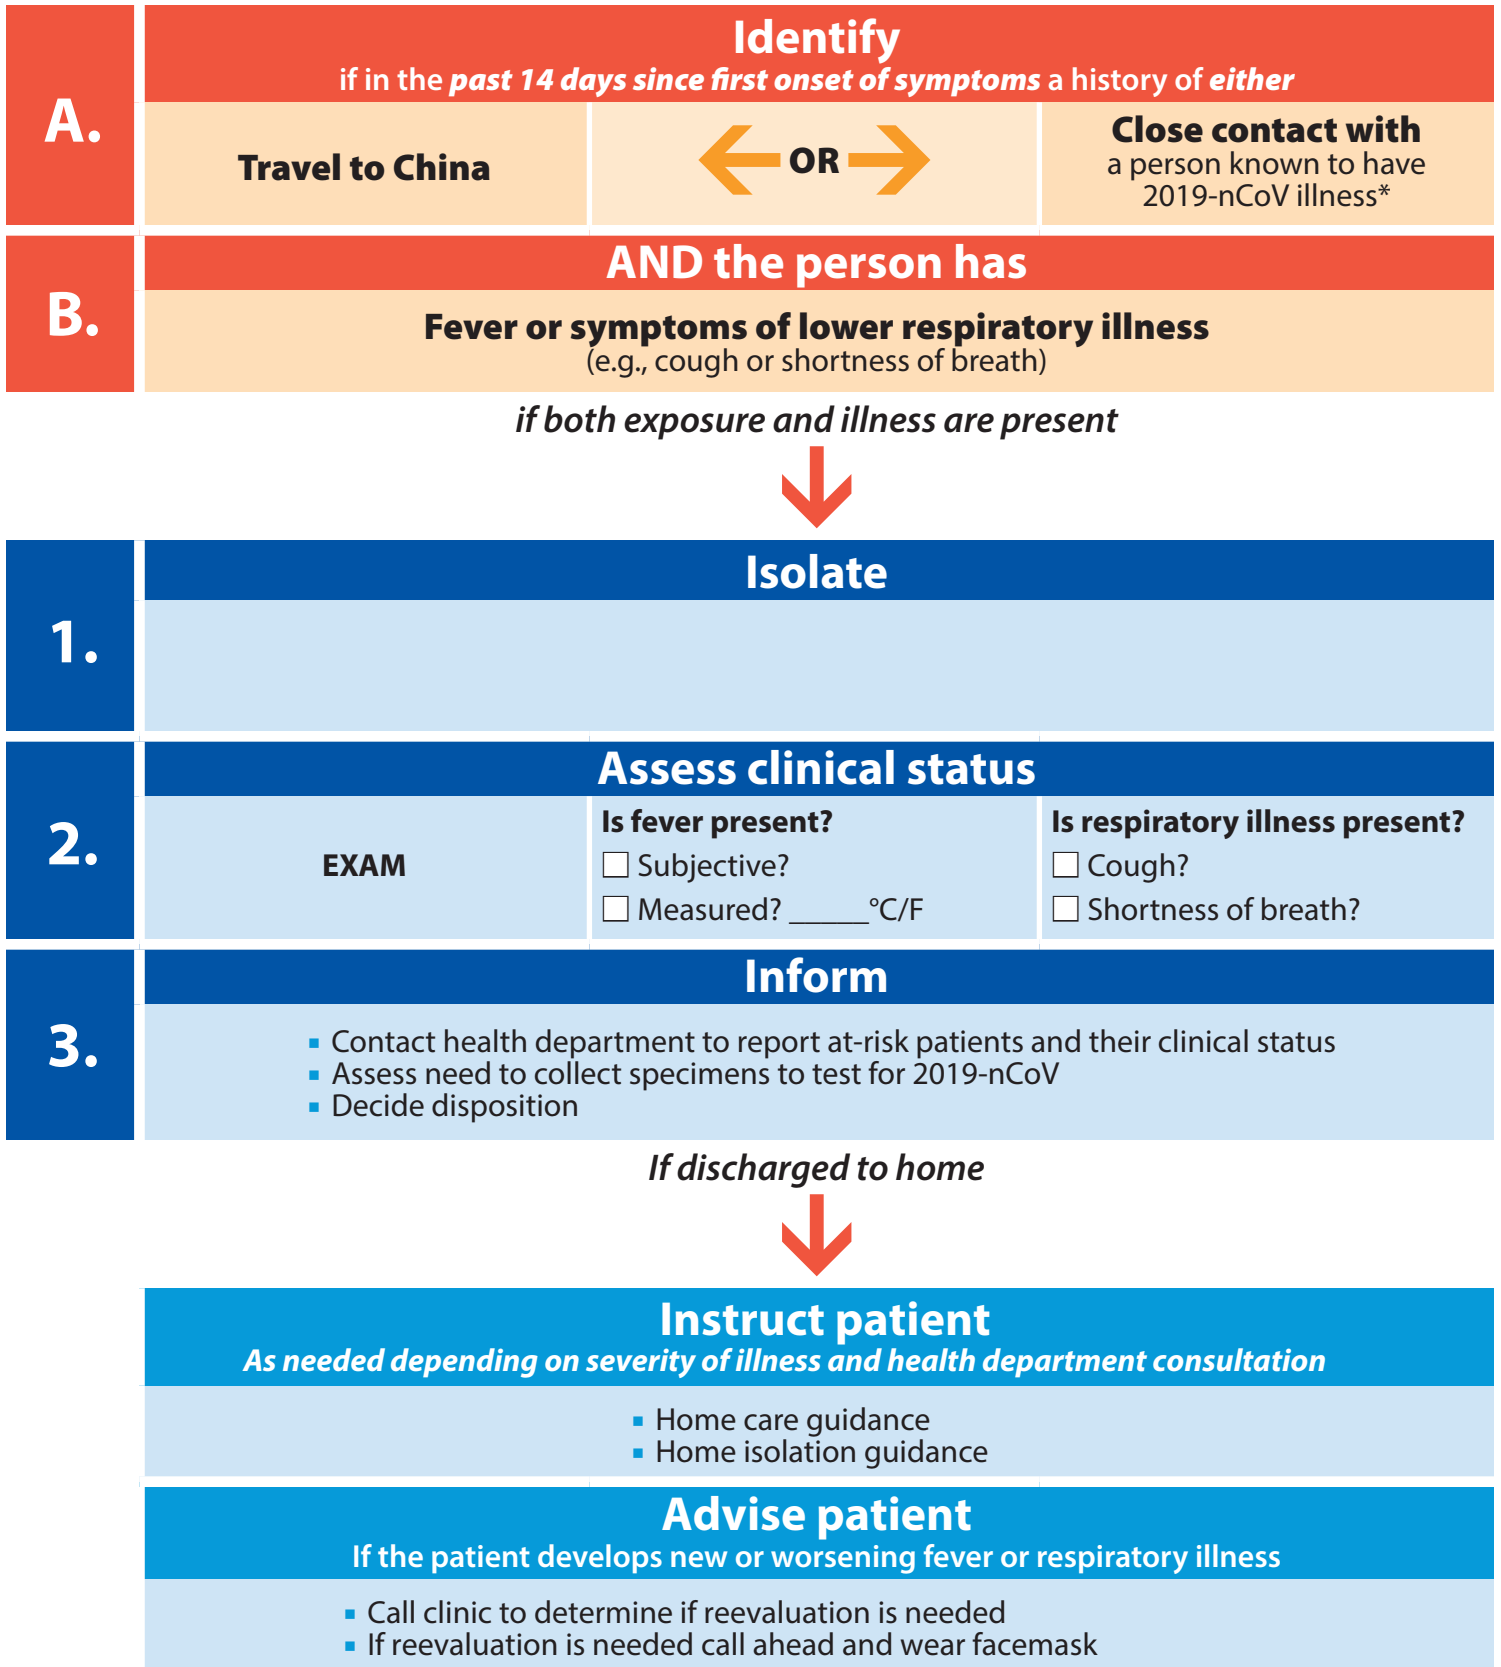 A.
Identify
if in the past 14 days since first onset of symptoms a history of either
Travel to China
OR
Close contact with
a person known to have
2019-nCoV illness*
B.
AND the person has
Fever or symptoms of lower respiratory illness
(e.g., cough or shortness of breath)
if both exposure and illness are present
1.
Isolate
2.
Assess clinical status
EXAM
Is fever present?
Subjective?
Measured? _____°C/F
Is respiratory illness present?
Cough?
Shortness of breath?
3.
Inform
Contact health department to report at-risk patients and their clinical status
Assess need to collect specimens to test for 2019-nCoV
Decide disposition
If discharged to home
Instruct patient
As needed depending on severity of illness and health department consultation
Home care guidance
Home isolation guidance
Advise patient
If the patient develops new or worsening fever or respiratory illness
Call clinic to determine if reevaluation is needed
If reevaluation is needed call ahead and wear facemask